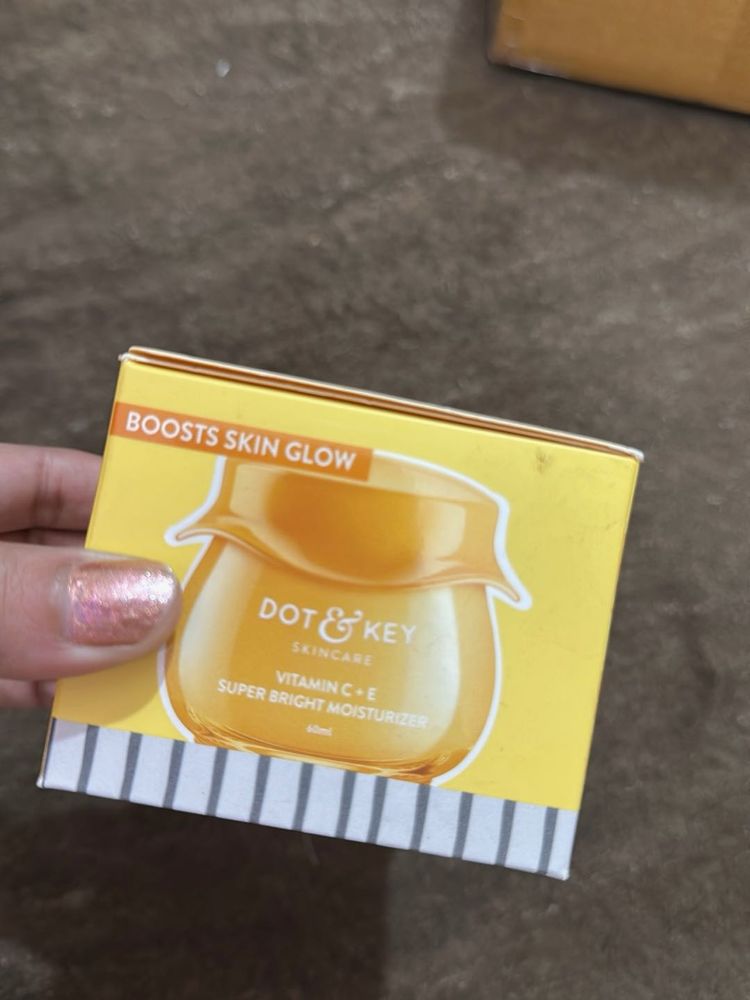 BOOSTS SKIN GLOW
DOT & KEY
SKINCARE
VITAMIN C + E
SUPER BRIGHT MOISTURIZER
60ml